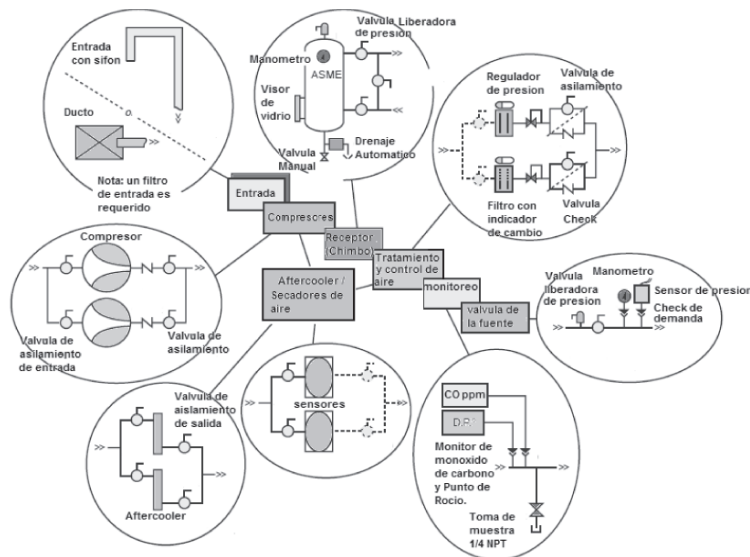 Entrada
con sifon
Ducto
o.
Nota: un filtro
de entrada es
requerido
Valvula Liberadora
de presión
Manometro
ASME
Visor
de
vidrio
Valvula
Manual
Drenaje
Automatico
Regulador
de presion
Valvula de
asilamiento
Filtro con
indicador
de cambio
Valvula
Check
Entrada
Compresores
Receptor
(Chimbo)
Tratamiento
y control de
aire
monitoreo
valvula de
la fuente
Aftercooler /
Secadores de
aire
Compresor
Valvula de
asilamiento
de entrada
Valvula de
asilamiento
Valvula
liberadora
de presion
Manometro
Sensor de presion
Check de
demanda
sensores
Valvula de
aislamiento
de salida
Aftercooler
CO ppm
Monitor de
monoxido
de carbono
y Punto de
Rocio.
Toma de
muestra
1/4 NPT